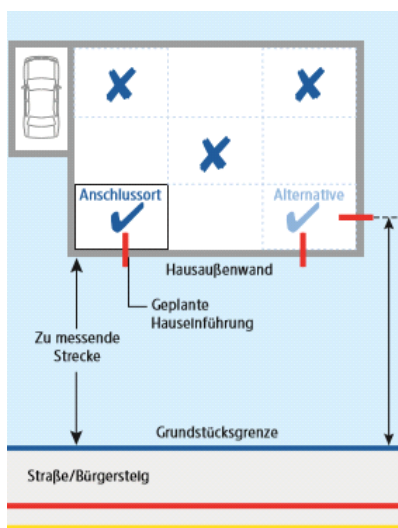 Anschlussort
Alternative
Hausaußenwand
Geplante
Hauseinführung
Zu messende
Strecke
Grundstücksgrenze
Straße/Bürgersteig